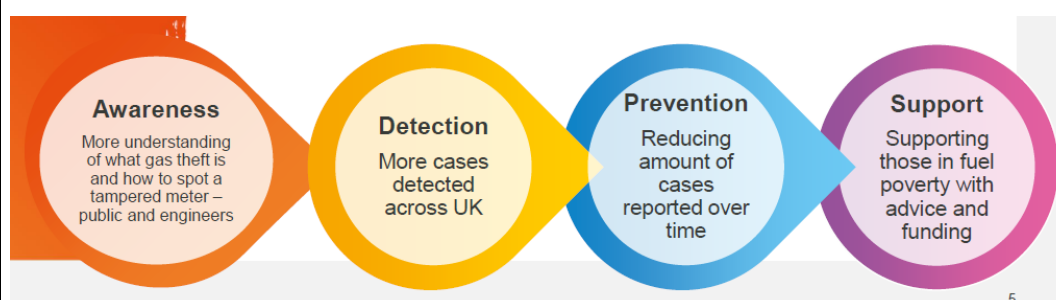 Awareness
More understanding
of what gas theft is
and how to spot a
tampered meter –
public and engineers
Detection
More cases
detected
across UK
Prevention
Reducing
amount of
cases
reported over
time
Support
Supporting
those in fuel
poverty with
advice and
funding
5